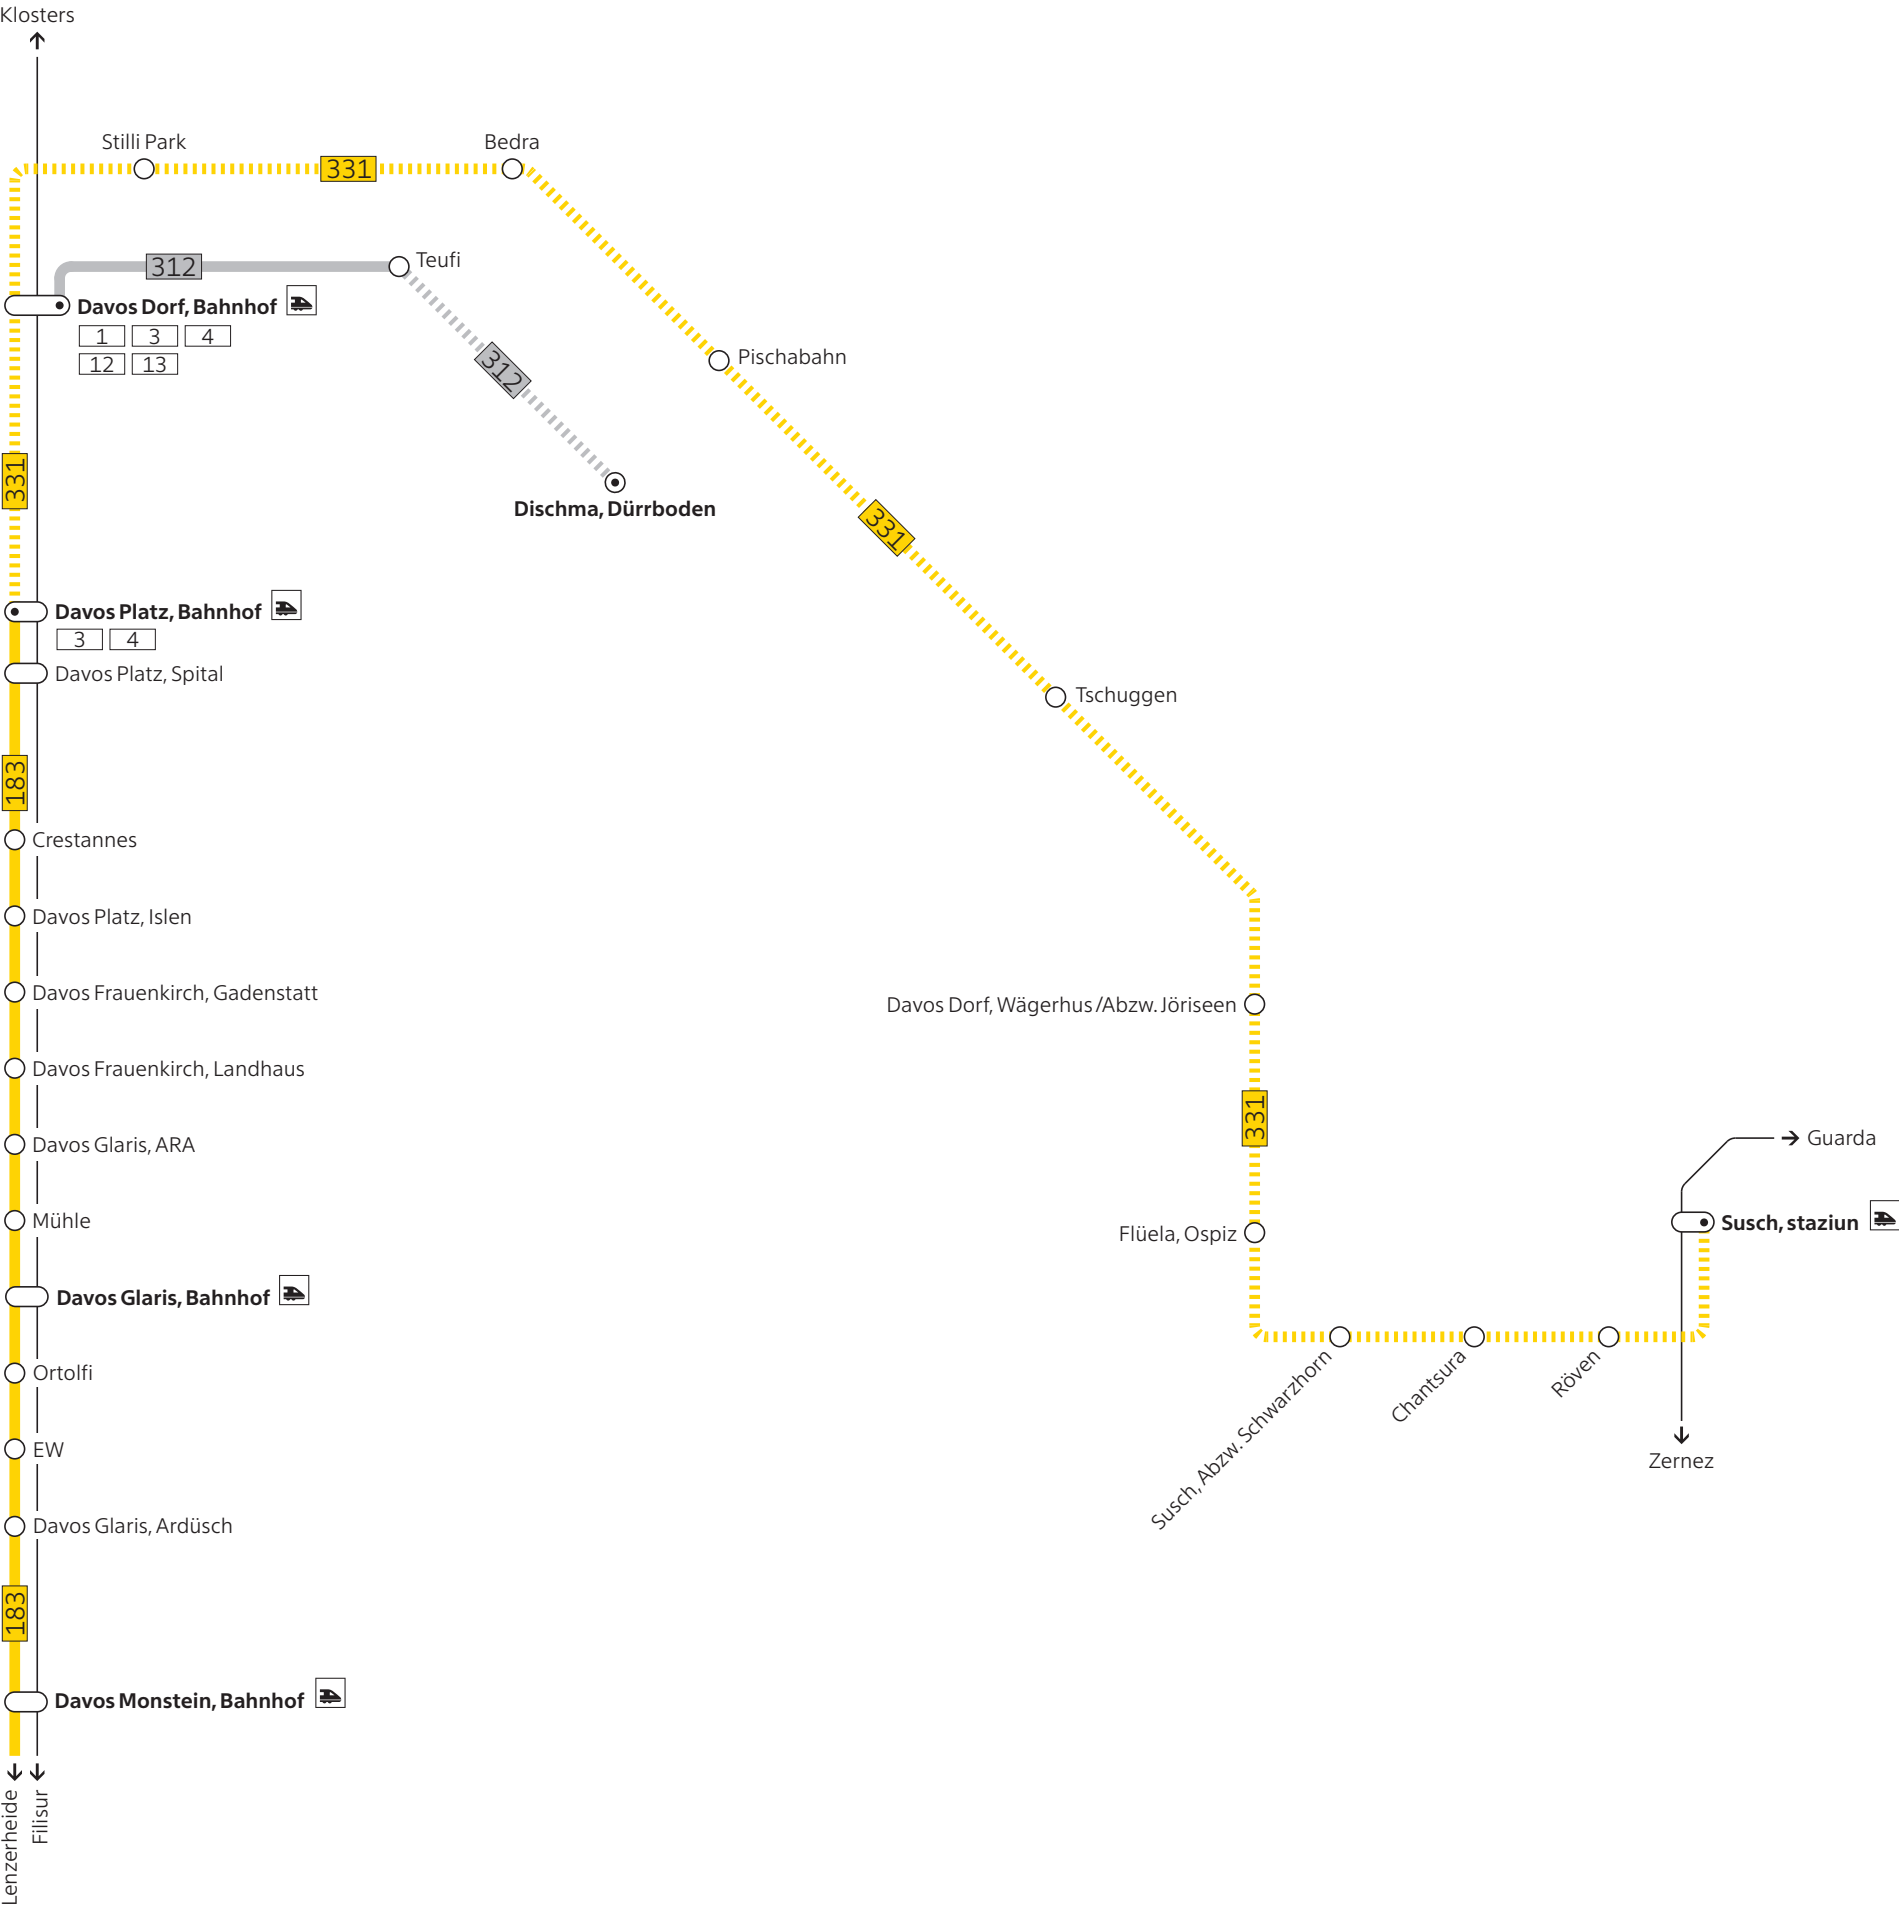 Klosters
Stilli Park
331
Bedra
312
Teufi
Davos Dorf, Bahnhof
1 3 4
12 13
312
Pischabahn
331
Dischma, Dürrboden
331
Davos Platz, Bahnhof
3 4
Davos Platz, Spital
Tschuggen
183
Crestannes
Davos Platz, Islen
Davos Frauenkirch, Gadenstatt
Davos Dorf, Wägerhus /Abzw. Jöriseen
Davos Frauenkirch, Landhaus
331
Davos Glaris, ARA
Guarda
Mühle
Flüela, Ospiz
Susch, staziun
Davos Glaris, Bahnhof
Ortolfi
Susch, Abzw. Schwarzhorn
Chantsura
Röven
EW
Zernez
Davos Glaris, Ardüsch
183
Davos Monstein, Bahnhof
Lenzerheide
Filisur